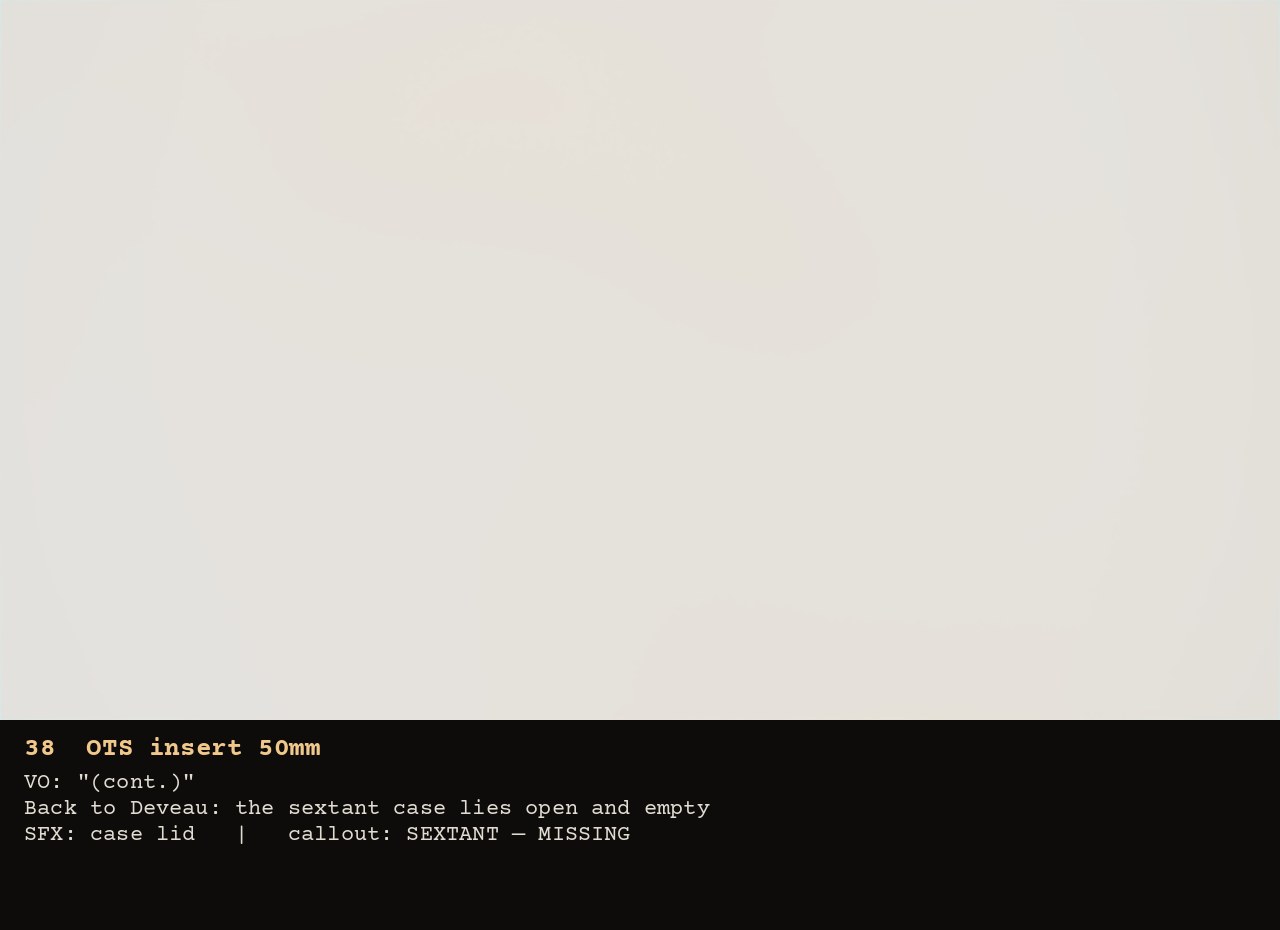 38  OTS insert 50mm
VO: "(cont.)"
Back to Deveau: the sextant case lies open and empty
SFX: case lid   |   callout: SEXTANT — MISSING